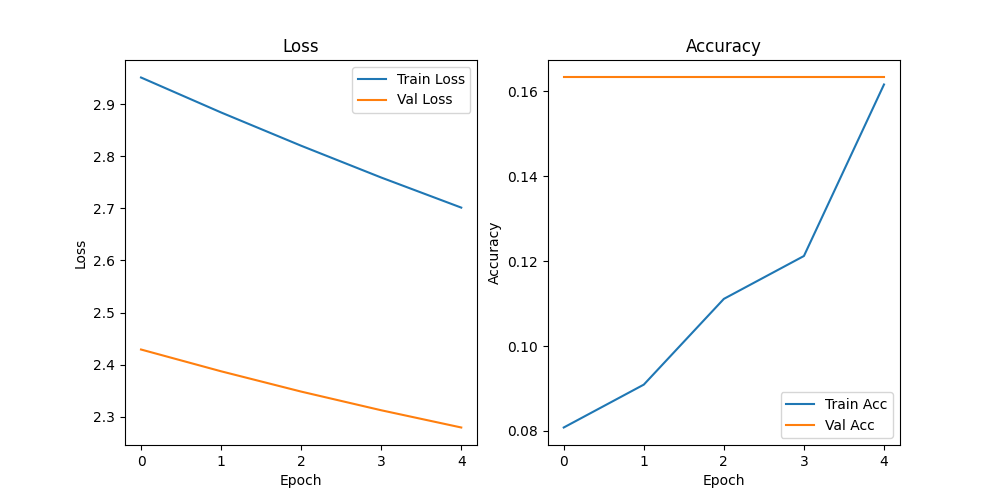 Loss
Train Loss
Val Loss
2.9
2.8
2.7
2.6
2.5
2.4
2.3
Loss
0 1 2 3 4
Epoch
Accuracy
0.16
0.14
0.12
0.10
0.08
Accuracy
Train Acc
Val Acc
0 1 2 3 4
Epoch